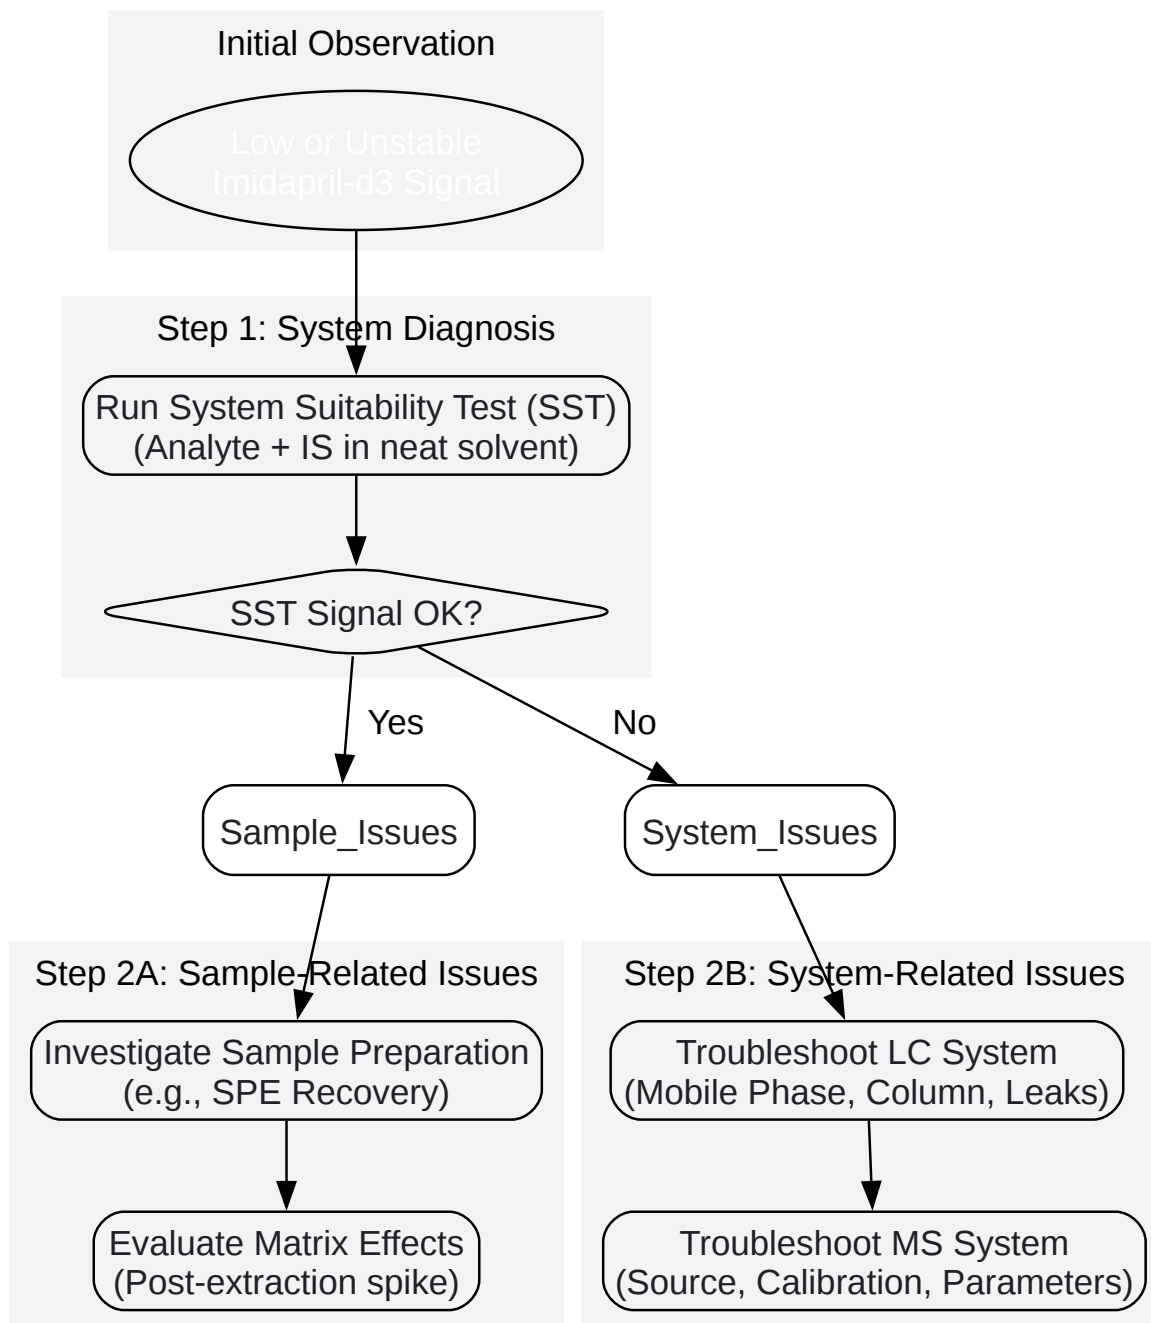 Initial Observation
Low or Unstable
Imidapril-d3 Signal
Step 1: System Diagnosis
Run System Suitability Test (SST)
(Analyte + IS in neat solvent)
SST Signal OK?
Yes
No
Sample_Issues
System_Issues
Step 2A: Sample-Related Issues
Investigate Sample Preparation
(e.g., SPE Recovery)
Evaluate Matrix Effects
(Post-extraction spike)
Step 2B: System-Related Issues
Troubleshoot LC System
(Mobile Phase, Column, Leaks)
Troubleshoot MS System
(Source, Calibration, Parameters)